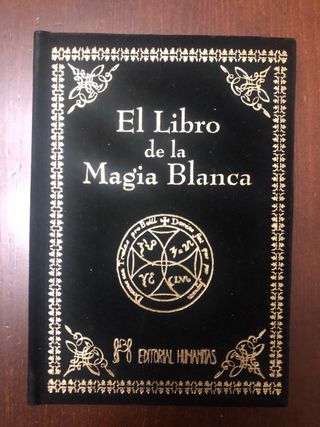 El Libro
de la
Magia Blanca
EDITORIAL HUMANITAS